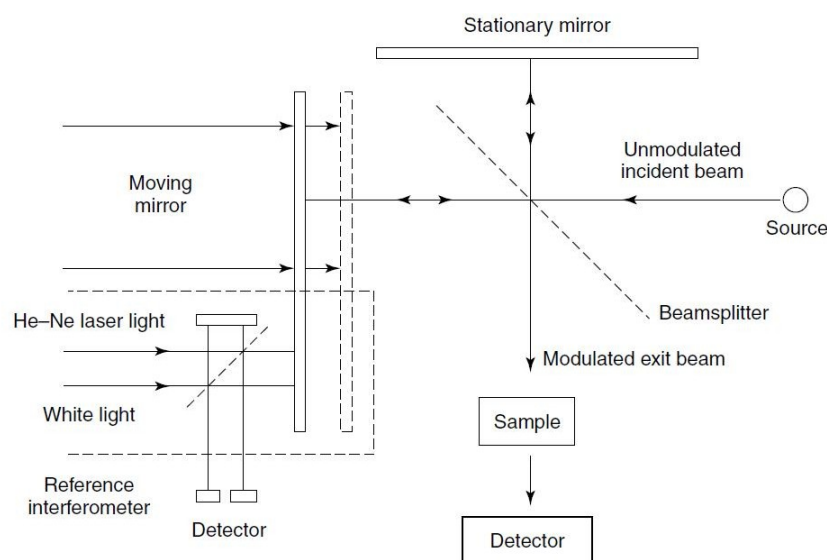 Stationary mirror
Moving
mirror
Unmodulated
incident beam
Source
Beamsplitter
He–Ne laser light
Modulated exit beam
White light
Sample
Reference
interferometer
Detector
Detector